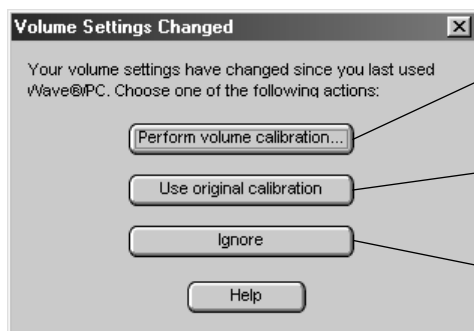 Volume Settings Changed
Your volume settings have changed since you last used
Wave®/PC. Choose one of the following actions:
Perform volume calibration...
Use original calibration
Ignore
Help